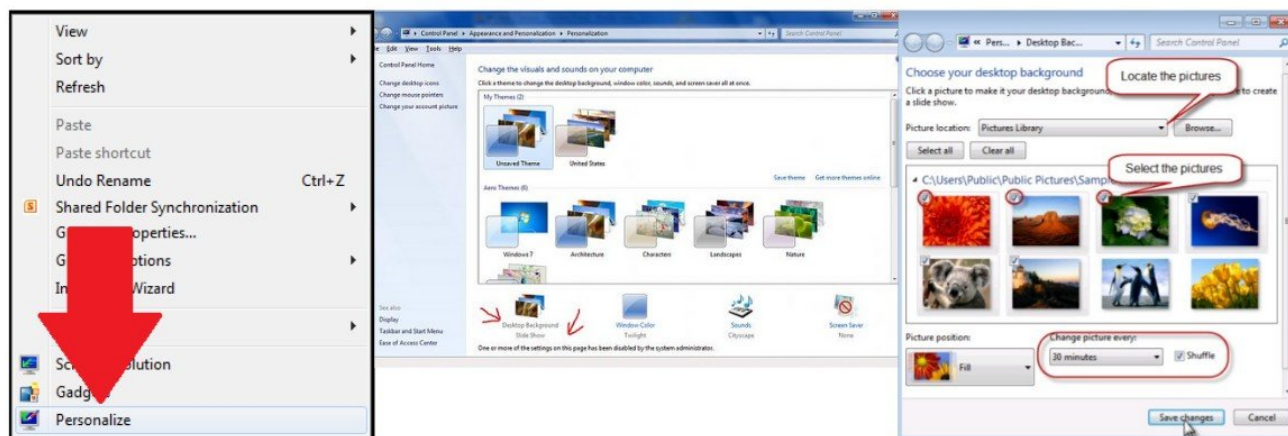 View
Sort by
Refresh
Paste
Paste shortcut
Undo Rename Ctrl+Z
Shared Folder Synchronization
operties...
ptions
Wizard
Gadg
Personalize
Control Panel ▸ Appearance and Personalization ▸ Personalization
Search Control Panel
Edit View Tools Help
Control Panel Home
Change desktop icons
Change mouse pointers
Change your account picture
See also
Display
Taskbar and Start Menu
Ease of Access Center
Change the visuals and sounds on your computer
Click a theme to change the desktop background, window color, sounds, and screen saver all at once.
My Themes (2)
Unsaved Theme United States
Save theme Get more themes online
Aero Themes (6)
Windows 7 Architecture Characters Landscapes Nature
Desktop Background Window Color Sounds Screen Saver
Slide Show Twilight Cityscape None
One or more of the settings on this page has been disabled by the system administrator.
« Pers... ▸ Desktop Bac...
Search Control Panel
Choose your desktop background
Locate the pictures
Click a picture to make it your desktop background, to create
a slide show.
Picture location: Pictures Library Browse...
Select all Clear all
Select the pictures
C:\Users\Public\Public Pictures\Samp
Picture position: Change picture every:
Fill 30 minutes Shuffle
Save changes Cancel